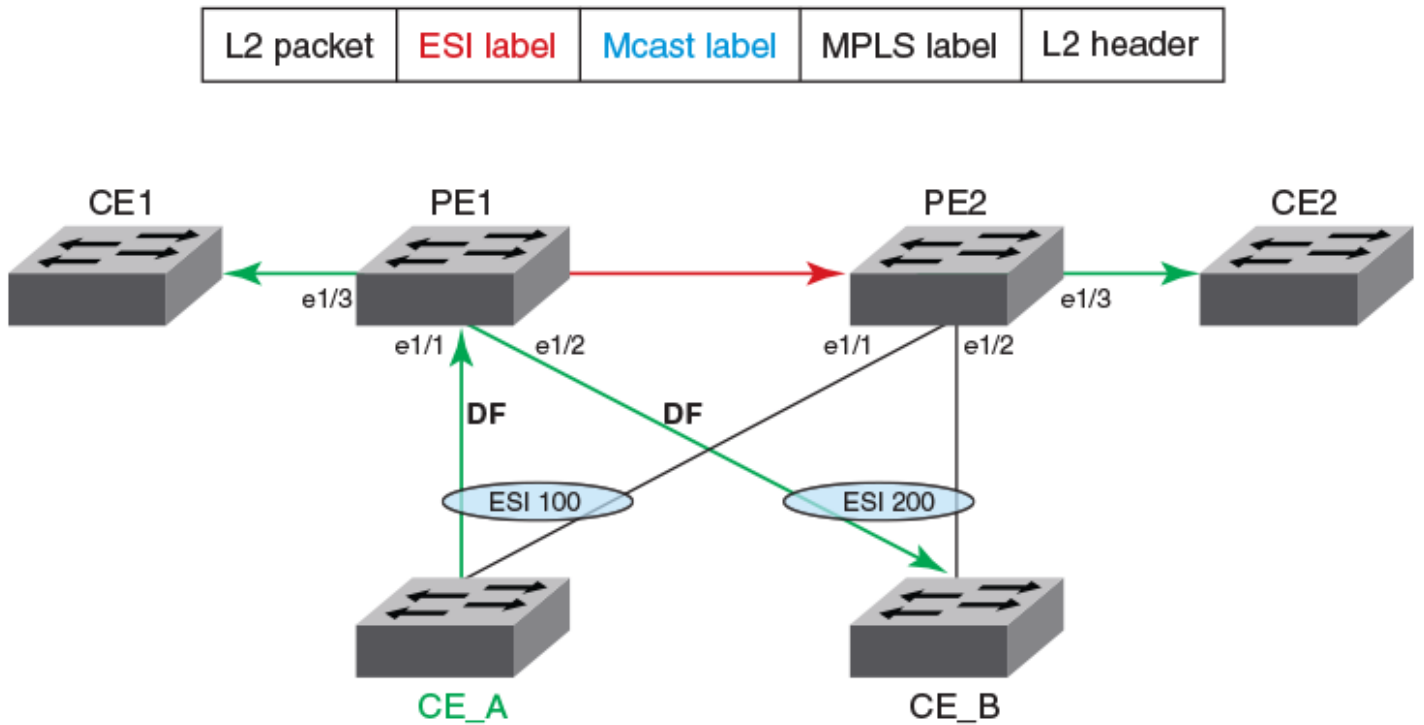 L2 packet ESI label Mcast label MPLS label L2 header
CE1 PE1 PE2 CE2
e1/3 e1/3
e1/1 e1/2 e1/1 e1/2
DF DF
ESI 100 ESI 200
CE_A CE_B